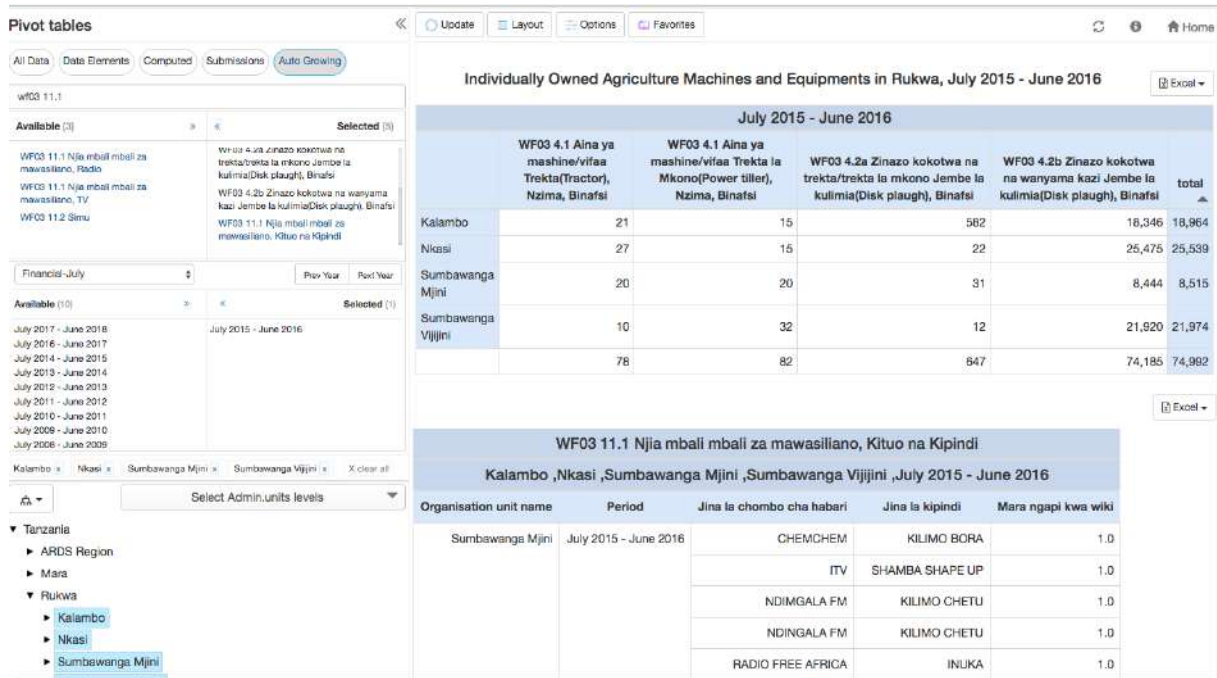 Pivot tables
All Data Data Elements Computed Submissions Auto Growing
wf03 11.1
Available (3) » « Selected (5)
WF03 11.1 Njia mbali mbali za
mawasiliano, Radio
WF03 11.1 Njia mbali mbali za
mawasiliano, TV
WF03 11.2 Simu
WF03 4.2a Zinazo kokotwa na
trekta/trekta la mkono Jembe la
kulimia(Disk plaugh), Binafsi
WF03 4.2b Zinazo kokotwa na wanyama
kazi Jembe la kulimia(Disk plaugh), Binafsi
WF03 11.1 Njia mbali mbali za
mawasiliano, Kituo na Kipindi
Financial-July Prev Year Next Year
Available (10) » « Selected (1)
July 2017 - June 2018
July 2016 - June 2017
July 2014 - June 2015
July 2013 - June 2014
July 2012 - June 2013
July 2011 - June 2012
July 2010 - June 2011
July 2009 - June 2010
July 2008 - June 2009
July 2015 - June 2016
Kalambo x Nkasi x Sumbawanga Mjini x Sumbawanga Vijijini x X clear all
Select Admin.units levels
Tanzania
ARDS Region
Mara
Rukwa
Kalambo
Nkasi
Sumbawanga Mjini
Update Layout Options Favorites Home
Individually Owned Agriculture Machines and Equipments in Rukwa, July 2015 - June 2016
Excel
July 2015 - June 2016
WF03 4.1 Aina ya
mashine/vifaa
Trekta(Tractor),
Nzima, Binafsi
WF03 4.1 Aina ya
mashine/vifaa Trekta la
Mkono(Power tiller),
Nzima, Binafsi
WF03 4.2a Zinazo kokotwa na
trekta/trekta la mkono Jembe la
kulimia(Disk plaugh), Binafsi
WF03 4.2b Zinazo kokotwa
na wanyama kazi Jembe la
kulimia(Disk plaugh), Binafsi
total
Kalambo 21 15 582 18,346 18,964
Nkasi 27 15 22 25,475 25,539
Sumbawanga
Mjini 20 20 31 8,444 8,515
Sumbawanga
Vijijini 10 32 12 21,920 21,974
78 82 647 74,185 74,992
Excel
WF03 11.1 Njia mbali mbali za mawasiliano, Kituo na Kipindi
Kalambo ,Nkasi ,Sumbawanga Mjini ,Sumbawanga Vijijini ,July 2015 - June 2016
Organisation unit name Period Jina la chombo cha habari Jina la kipindi Mara ngapi kwa wiki
Sumbawanga Mjini July 2015 - June 2016 CHEMCHEM KILIMO BORA 1.0
ITV SHAMBA SHAPE UP 1.0
NDIMGALA FM KILIMO CHETU 1.0
NDINGALA FM KILIMO CHETU 1.0
RADIO FREE AFRICA INUKA 1.0